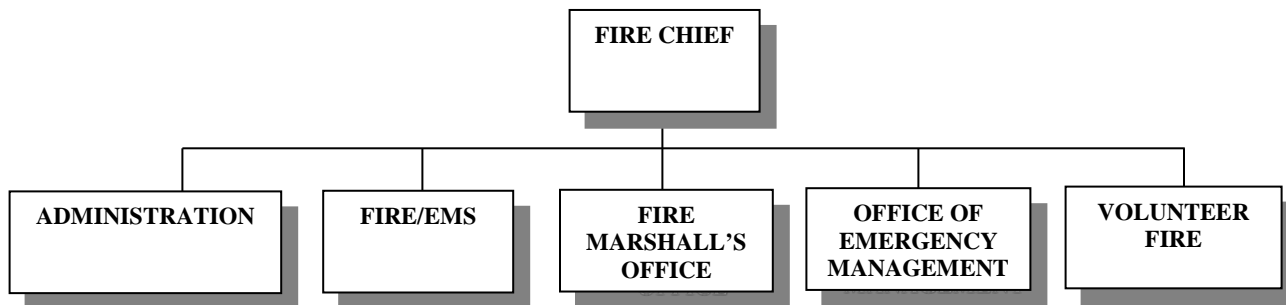 FIRE CHIEF
ADMINISTRATION
FIRE/EMS
FIRE
MARSHALL’S
OFFICE
OFFICE OF
EMERGENCY
MANAGEMENT
VOLUNTEER
FIRE